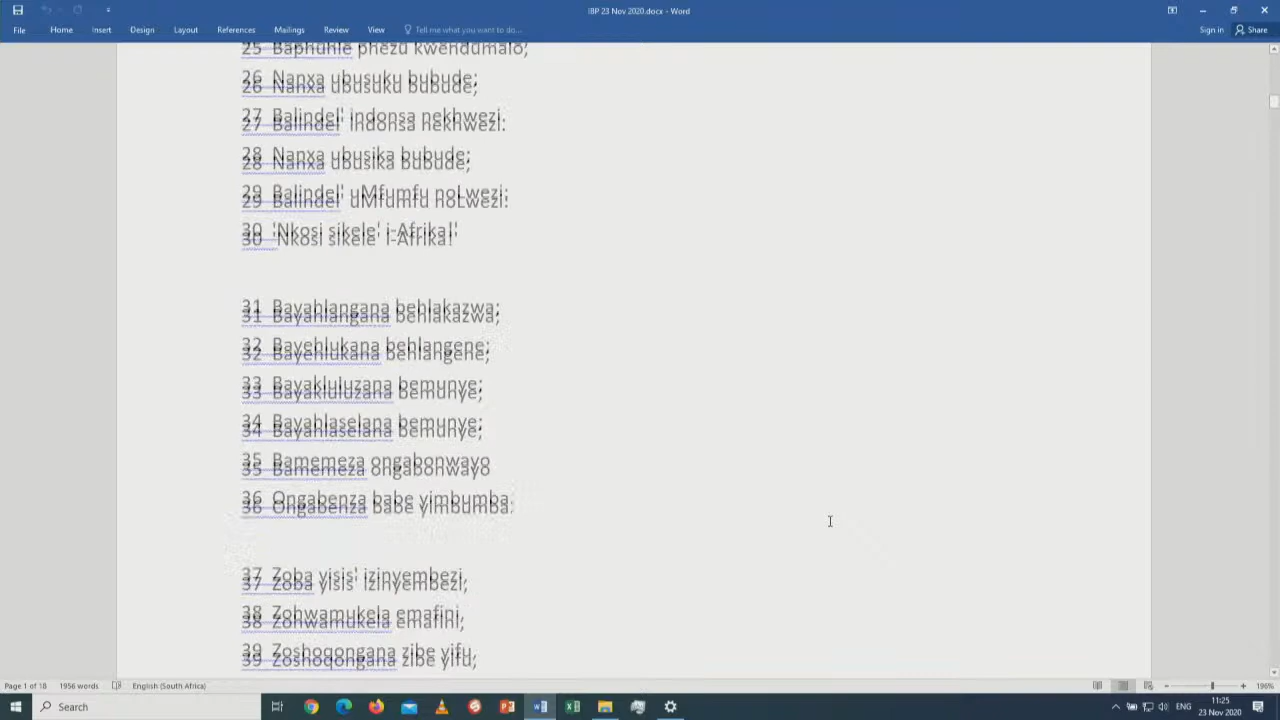 IBP 23 Nov 2020.docx - Word
File Home Insert Design Layout References Mailings Review View Tell me what you want to do... Sign in Share
25 Baphuhle phezu kwendumalo;
26 Nanxa ubusuku bubude;
27 Balindel' indonsa nekhwezi:
28 Nanxa ubusika bubude;
29 Balindel' uMfumfu noLwezi:
30 'Nkosi sikele' i-Afrika!'
31 Bayahlangana behlakazwa;
32 Bayehlukana behlangene;
33 Bayakluluzana bemunye;
34 Bayahlaselana bemunye;
35 Bamemeza ongabonwayo
36 Ongabenza babe yimbumba:
37 Zoba yisis' izinyembezi,
38 Zohwamukela emafini,
39 Zoshoqongana zibe yifu,
Page 1 of 18 1956 words English (South Africa) 196%
Search
ENG
11:25
23 Nov 2020